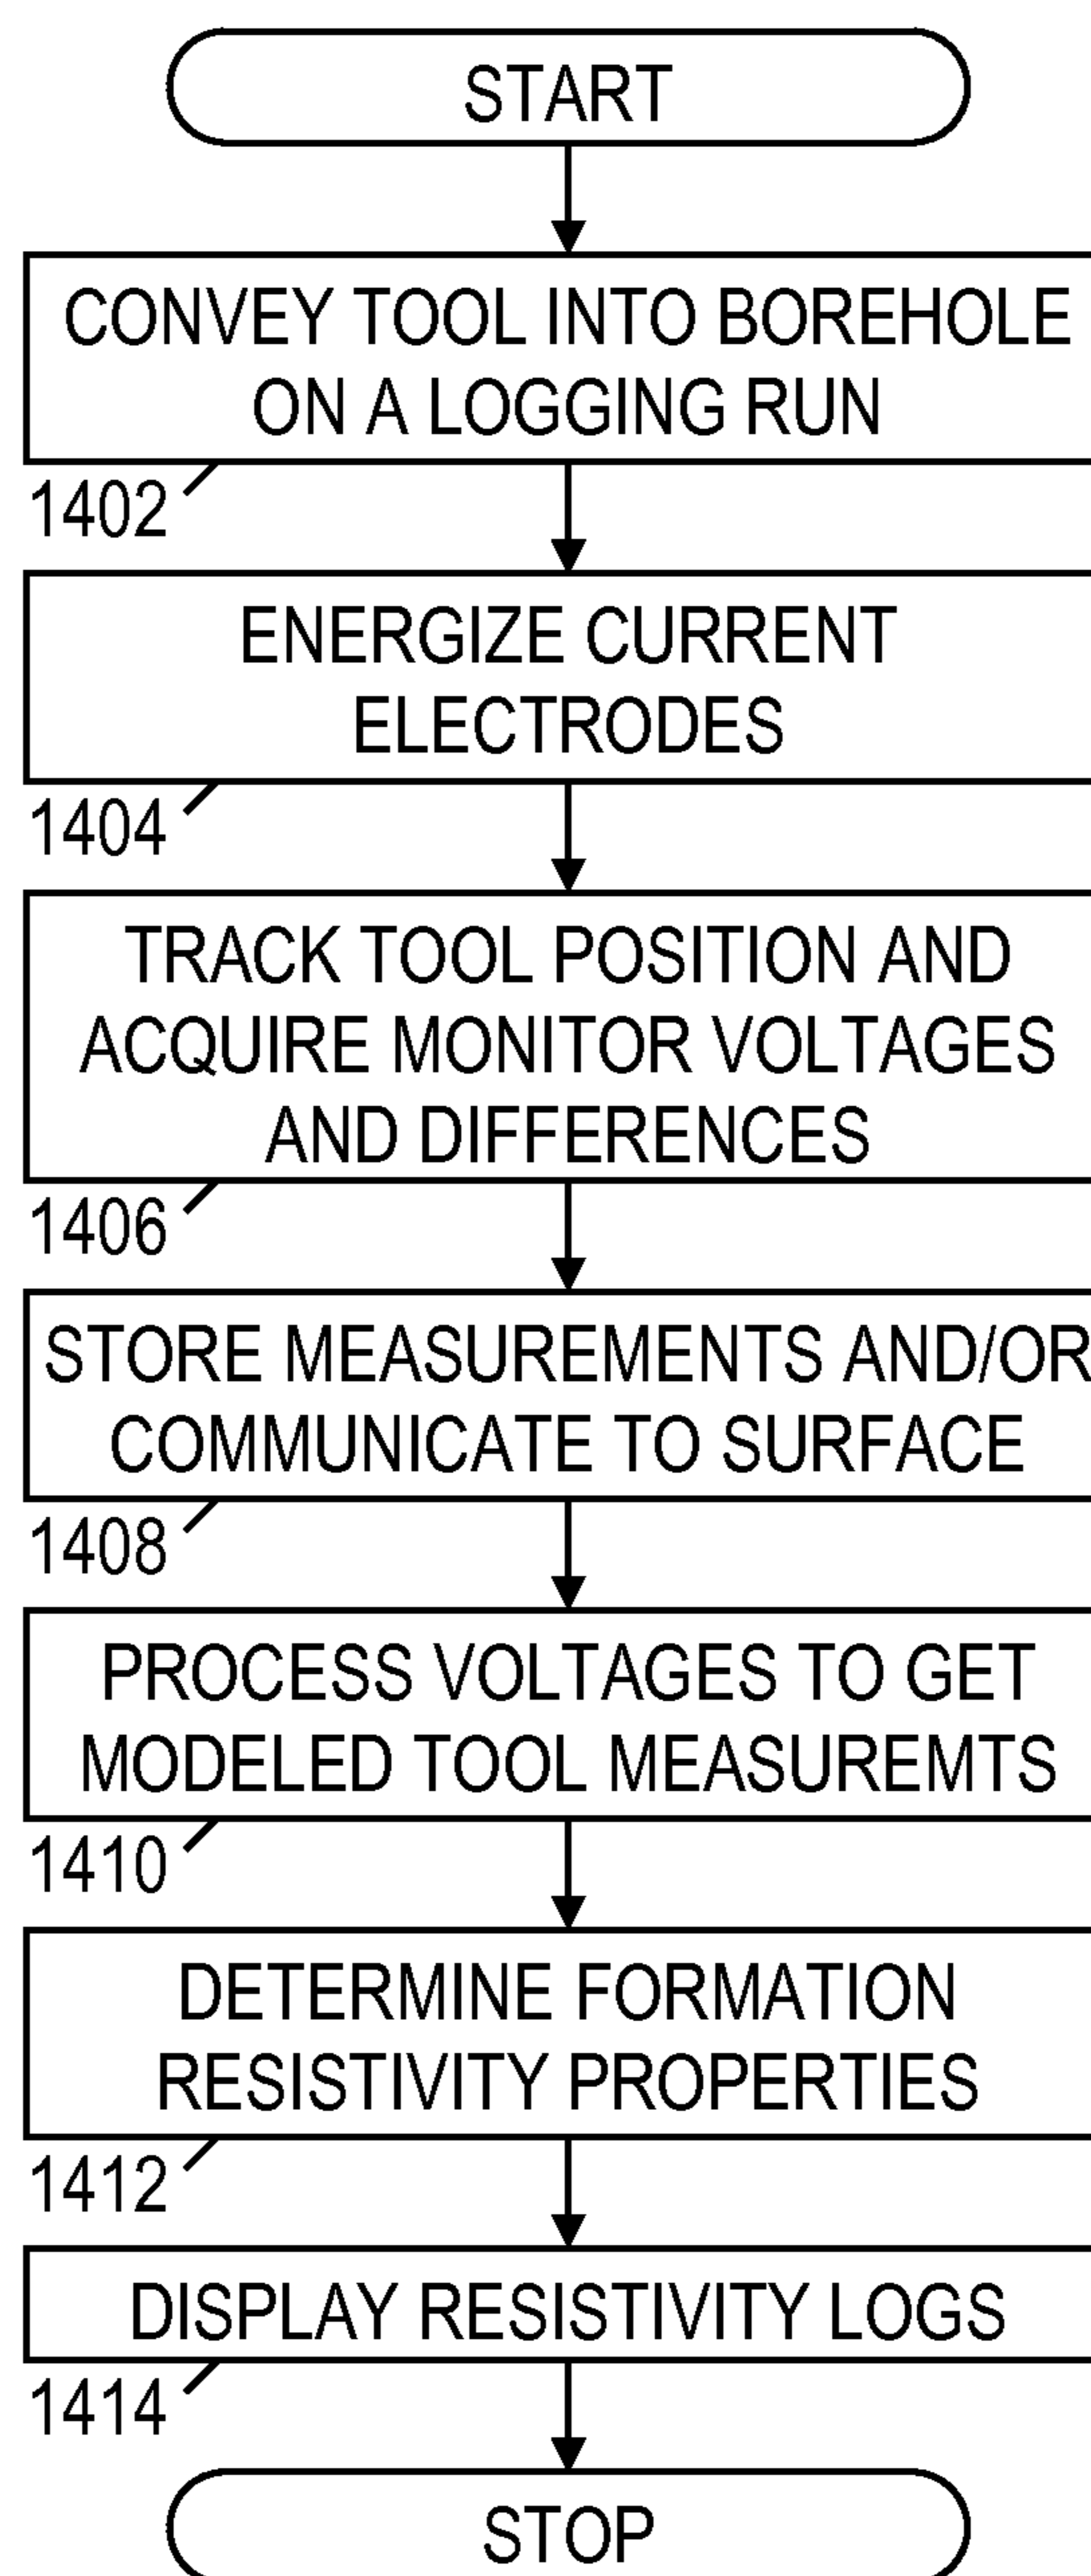 START
CONVEY TOOL INTO BOREHOLE
ON A LOGGING RUN
1402
ENERGIZE CURRENT
ELECTRODES
1404
TRACK TOOL POSITION AND
ACQUIRE MONITOR VOLTAGES
AND DIFFERENCES
1406
STORE MEASUREMENTS AND/OR
COMMUNICATE TO SURFACE
1408
PROCESS VOLTAGES TO GET
MODELED TOOL MEASUREMTS
1410
DETERMINE FORMATION
RESISTIVITY PROPERTIES
1412
DISPLAY RESISTIVITY LOGS
1414
STOP